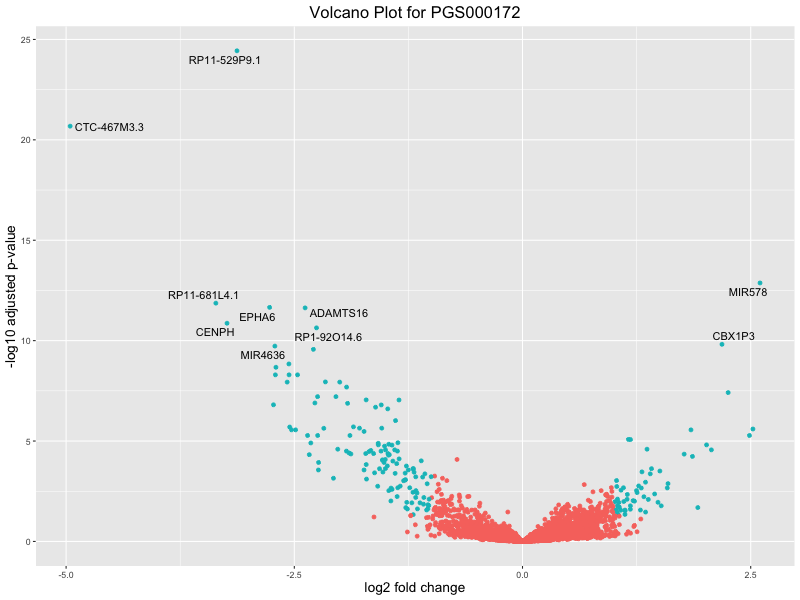 Volcano Plot for PGS000172
25
RP11-529P9.1
CTC-467M3.3
20
15
-log10 adjusted p-value
MIR578
RP11-681L4.1
EPHA6
ADAMTS16
CENPH
RP1-92O14.6
CBX1P3
10
MIR4636
5
0
-5.0
-2.5
0.0
2.5
log2 fold change